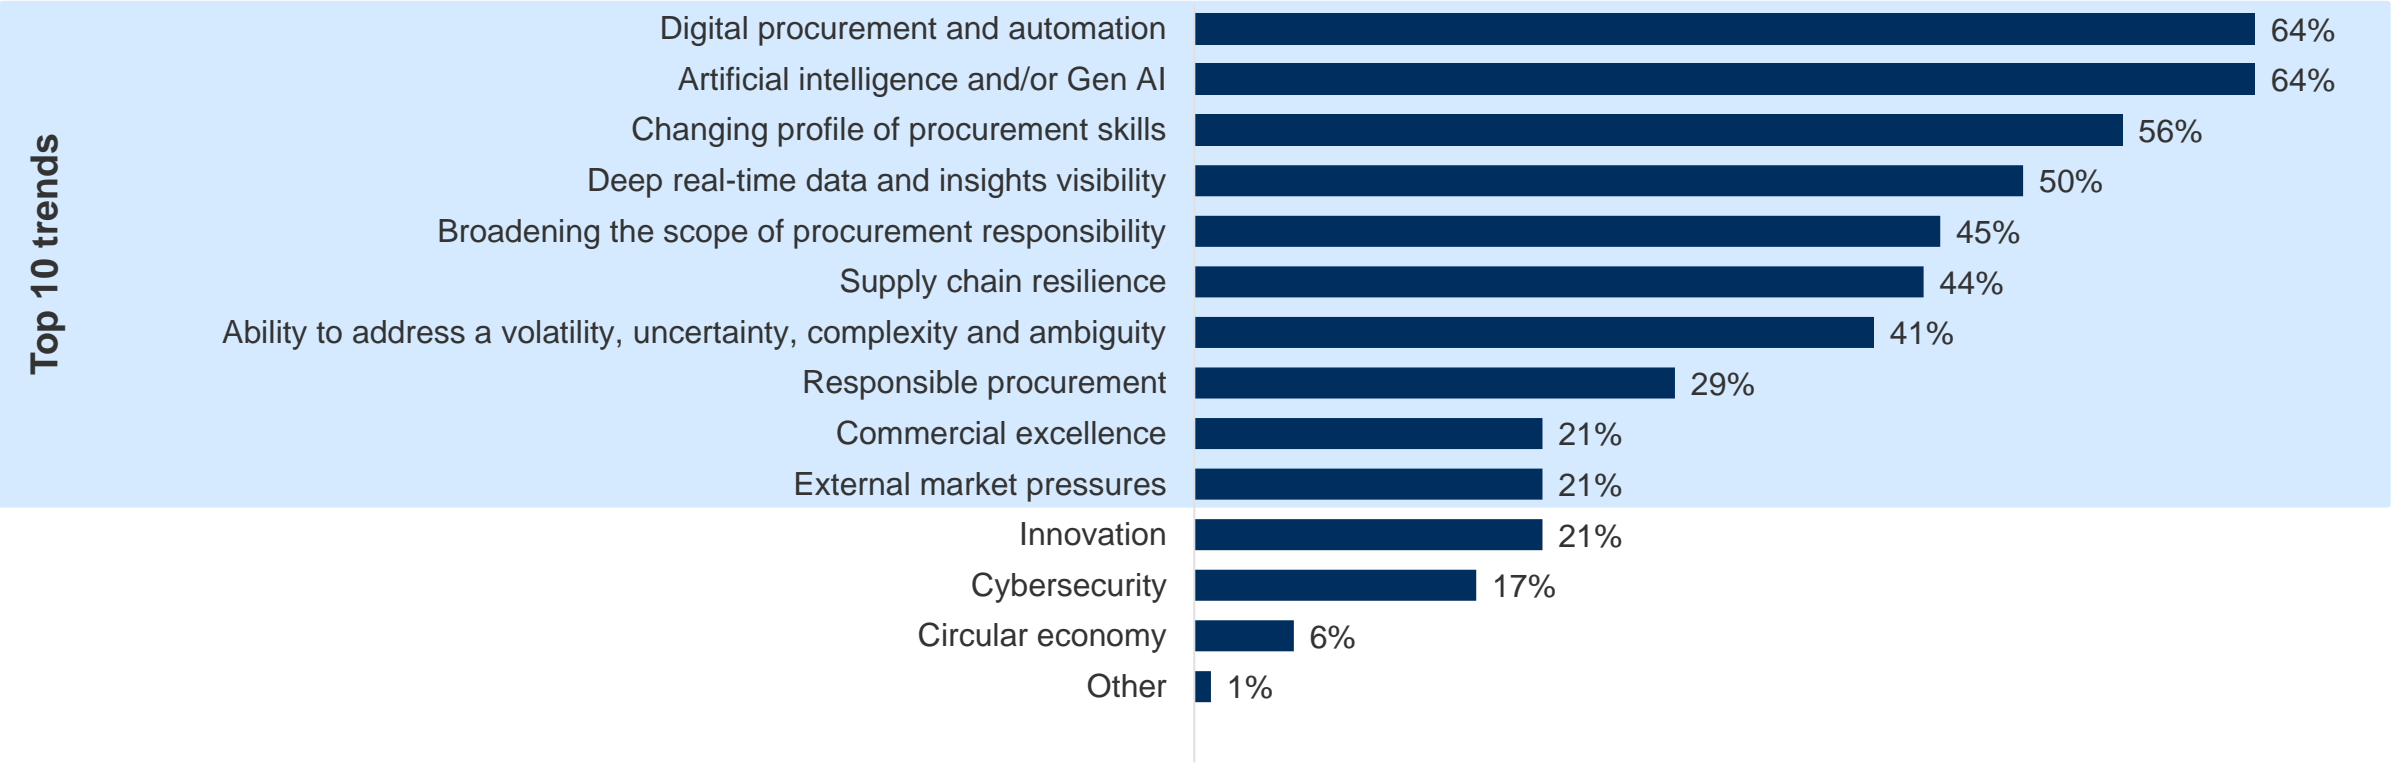 Top 10 trends
Digital procurement and automation 64%
Artificial intelligence and/or Gen AI 64%
Changing profile of procurement skills 56%
Deep real-time data and insights visibility 50%
Broadening the scope of procurement responsibility 45%
Supply chain resilience 44%
Ability to address a volatility, uncertainty, complexity and ambiguity 41%
Responsible procurement 29%
Commercial excellence 21%
External market pressures 21%
Innovation 21%
Cybersecurity 17%
Circular economy 6%
Other 1%